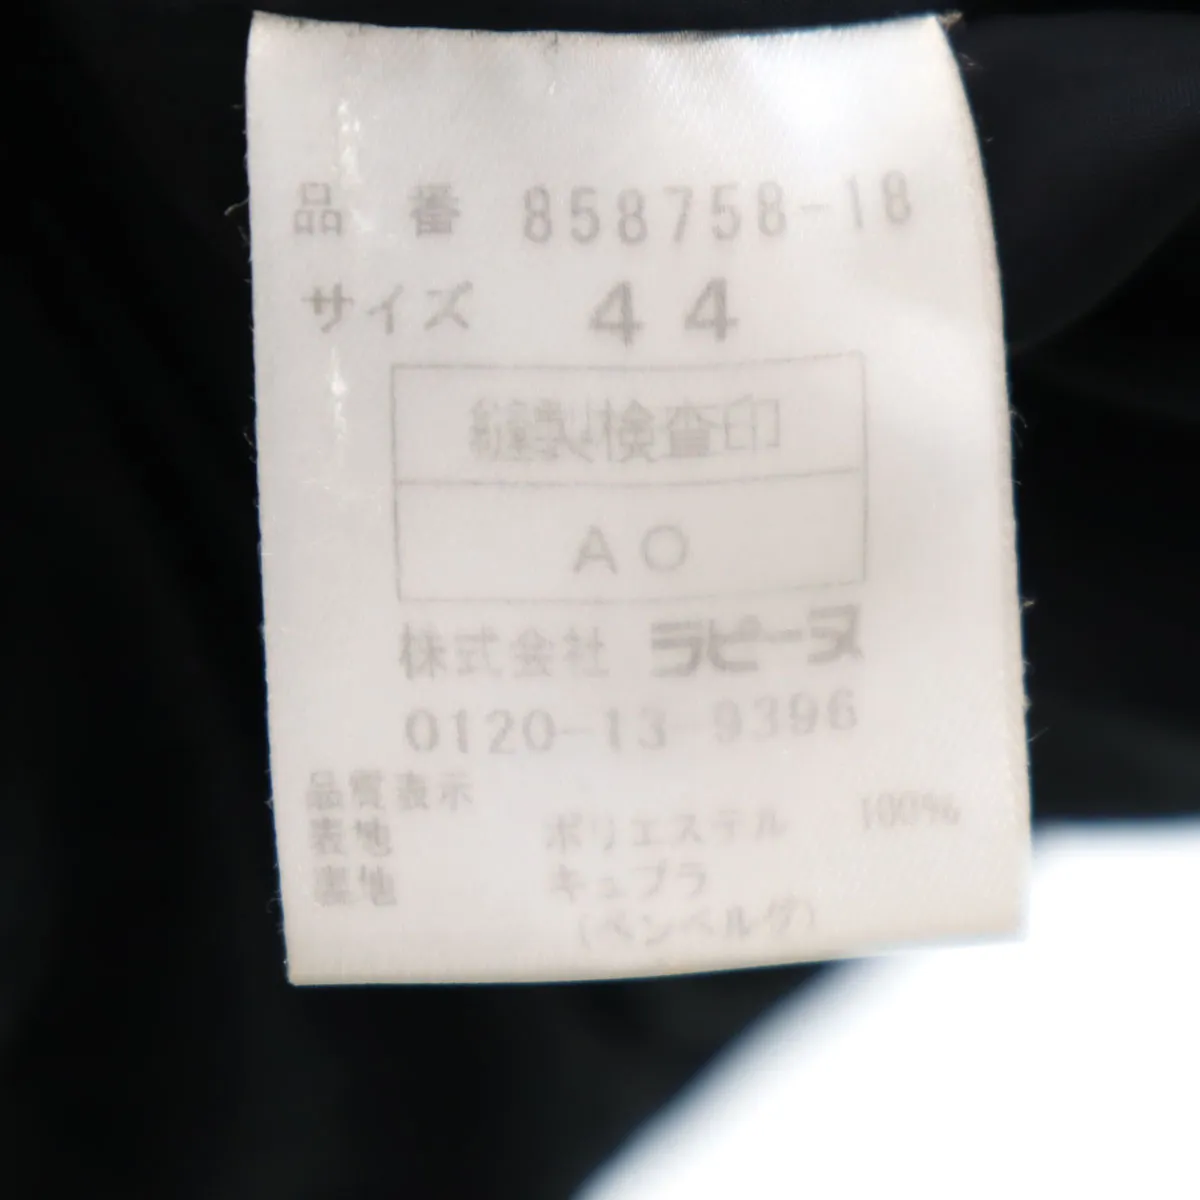 品番 858758-18
サイズ 44
縫製検査印
AO
株式会社 ラピーヌ
0120-13-9396
品質表示
表地 ポリエステル 100%
裏地 キュプラ
(ベンベルグ)